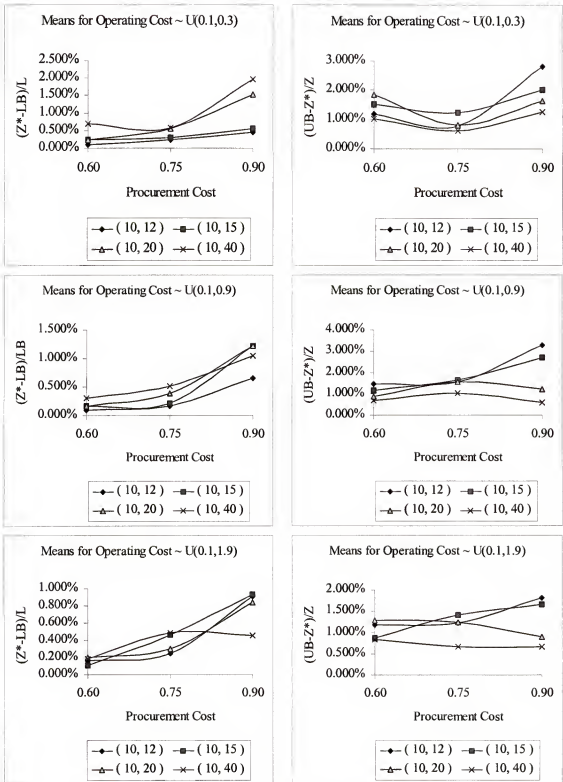 Means for Operating Cost ~ U(0.1,0.3)
(Z*-LB)/L
2.500%
2.000%
1.500%
1.000%
0.500%
0.000%
0.60 0.75 0.90
Procurement Cost
( 10, 12 ) ( 10, 15 )
( 10, 20 ) ( 10, 40 )
Means for Operating Cost ~ U(0.1,0.3)
(UB-Z*)/Z
3.000%
2.000%
1.000%
0.000%
0.60 0.75 0.90
Procurement Cost
( 10, 12 ) ( 10, 15 )
( 10, 20 ) ( 10, 40 )
Means for Operating Cost ~ U(0.1,0.9)
(Z*-LB)/LB
1.500%
1.000%
0.500%
0.000%
0.60 0.75 0.90
Procurement Cost
( 10, 12 ) ( 10, 15 )
( 10, 20 ) ( 10, 40 )
Means for Operating Cost ~ U(0.1,0.9)
(UB-Z*)/Z
4.000%
3.000%
2.000%
1.000%
0.000%
0.60 0.75 0.90
Procurement Cost
( 10, 12 ) ( 10, 15 )
( 10, 20 ) ( 10, 40 )
Means for Operating Cost ~ U(0.1,1.9)
(Z*-LB)/L
1.000%
0.800%
0.600%
0.400%
0.200%
0.000%
0.60 0.75 0.90
Procurement Cost
( 10, 12 ) ( 10, 15 )
( 10, 20 ) ( 10, 40 )
Means for Operating Cost ~ U(0.1,1.9)
(UB-Z*)/Z
2.000%
1.500%
1.000%
0.500%
0.000%
0.60 0.75 0.90
Procurement Cost
( 10, 12 ) ( 10, 15 )
( 10, 20 ) ( 10, 40 )